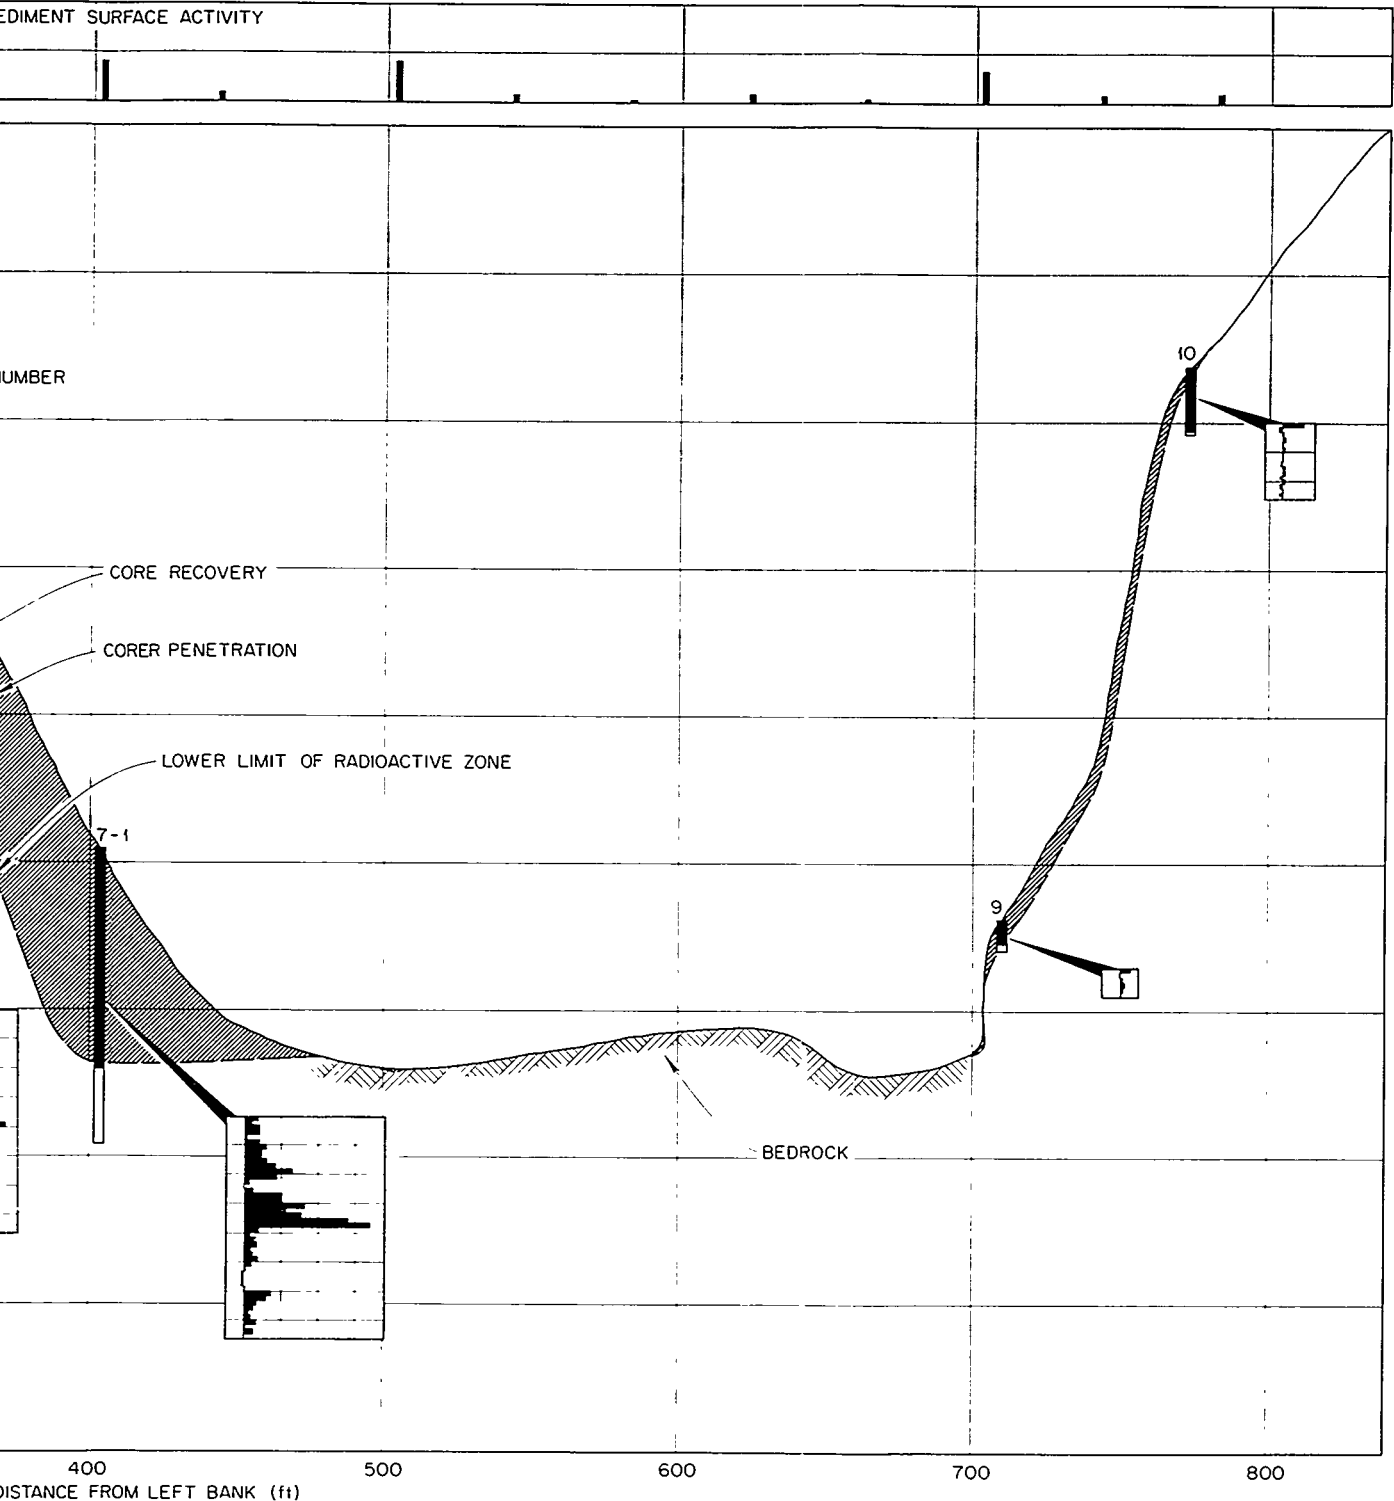 EDIMENT SURFACE ACTIVITY
10
NUMBER
CORE RECOVERY
CORER PENETRATION
LOWER LIMIT OF RADIOACTIVE ZONE
7-1
9
BEDROCK
400 500 600 700 800
DISTANCE FROM LEFT BANK (ft)